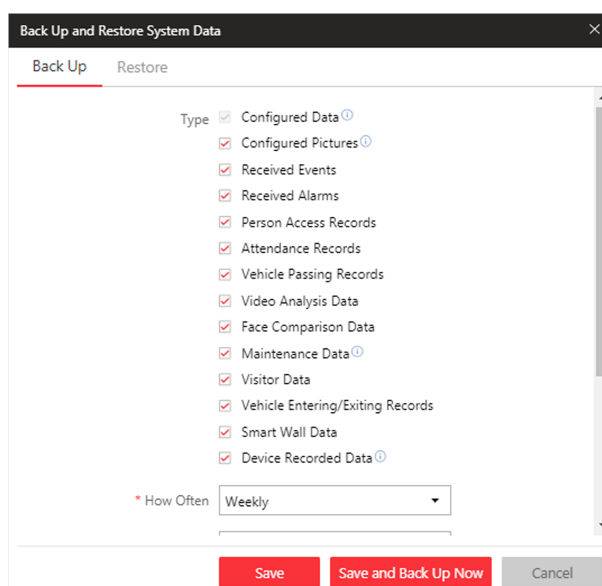 Back Up and Restore System Data
Back Up Restore
Type Configured Data
Configured Pictures
Received Events
Received Alarms
Person Access Records
Attendance Records
Vehicle Passing Records
Video Analysis Data
Face Comparison Data
Maintenance Data
Visitor Data
Vehicle Entering/Exiting Records
Smart Wall Data
Device Recorded Data
* How Often Weekly
Save Save and Back Up Now Cancel